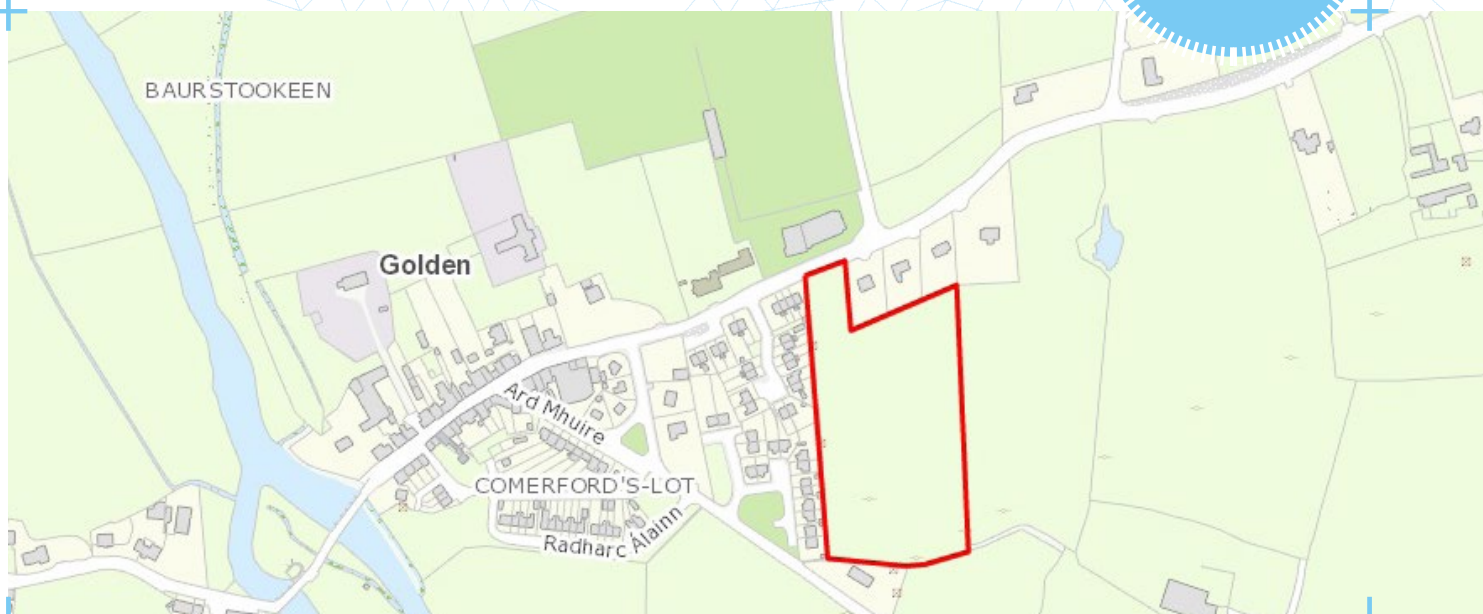 BAURSTOOKEEN
Golden
Ard Mhuire
COMERFORD'S-LOT
Radharc Álainn